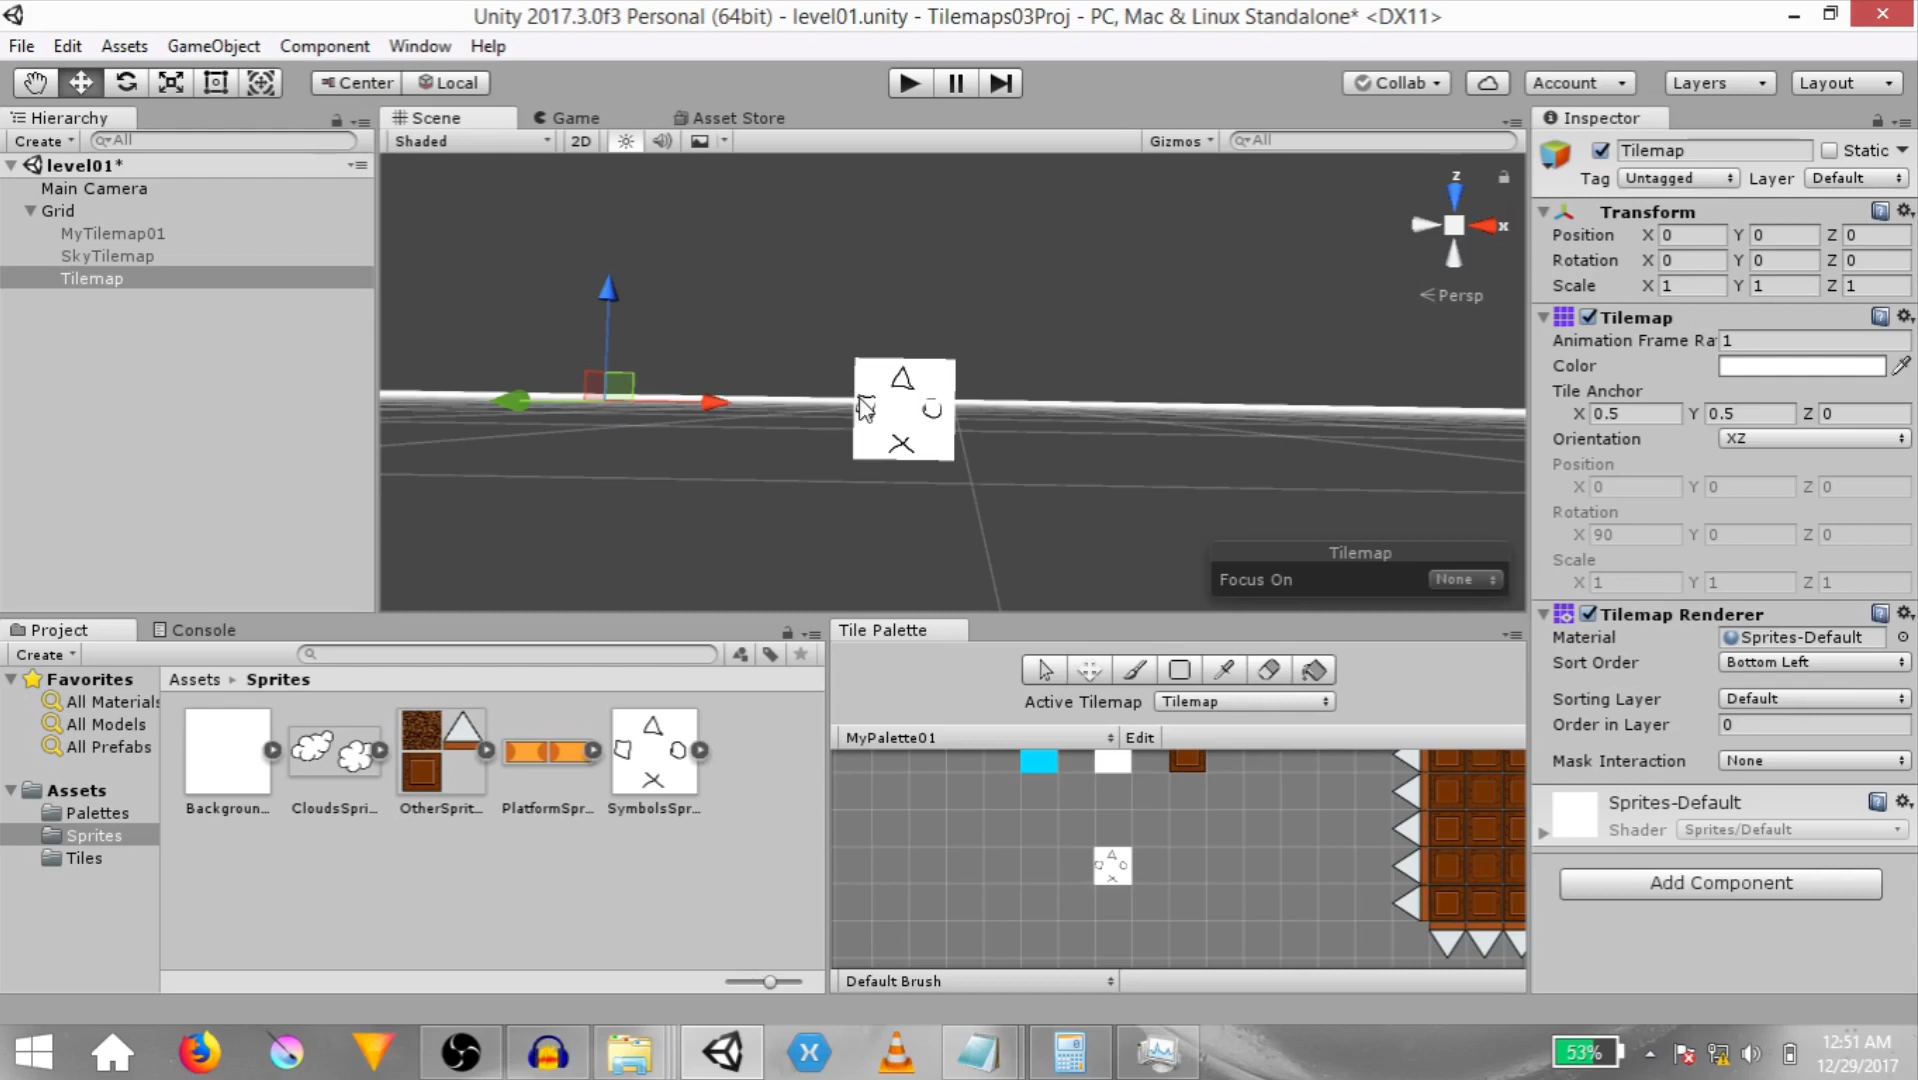 Unity 2017.3.0f3 Personal (64bit) - level01.unity - Tilemaps03Proj - PC, Mac & Linux Standalone* <DX11>
File Edit Assets GameObject Component Window Help
Center Local Collab Account Layers Layout
Hierarchy
Create All
level01*
Main Camera
Grid
MyTilemap01
SkyTilemap
Tilemap
Scene Game Asset Store
Shaded 2D Gizmos All
z
x
Persp
Tilemap
Focus On None
Inspector
Tilemap Static
Tag Untagged Layer Default
Transform
Position X 0 Y 0 Z 0
Rotation X 0 Y 0 Z 0
Scale X 1 Y 1 Z 1
Tilemap
Animation Frame Ra 1
Color
Tile Anchor
X 0.5 Y 0.5 Z 0
Orientation XZ
Position
X 0 Y 0 Z 0
Rotation
X 90 Y 0 Z 0
Scale
X 1 Y 1 Z 1
Tilemap Renderer
Material Sprites-Default
Sort Order Bottom Left
Sorting Layer Default
Order in Layer 0
Mask Interaction None
Sprites-Default
Shader Sprites/Default
Add Component
Project Console
Create
Favorites
All Materials
All Models
All Prefabs
Assets
Palettes
Sprites
Tiles
Assets Sprites
Backgroun... CloudsSpri... OtherSprit... PlatformSpr... SymbolsSpr...
Tile Palette
Active Tilemap Tilemap
MyPalette01 Edit
Default Brush
53%
12:51 AM
12/29/2017